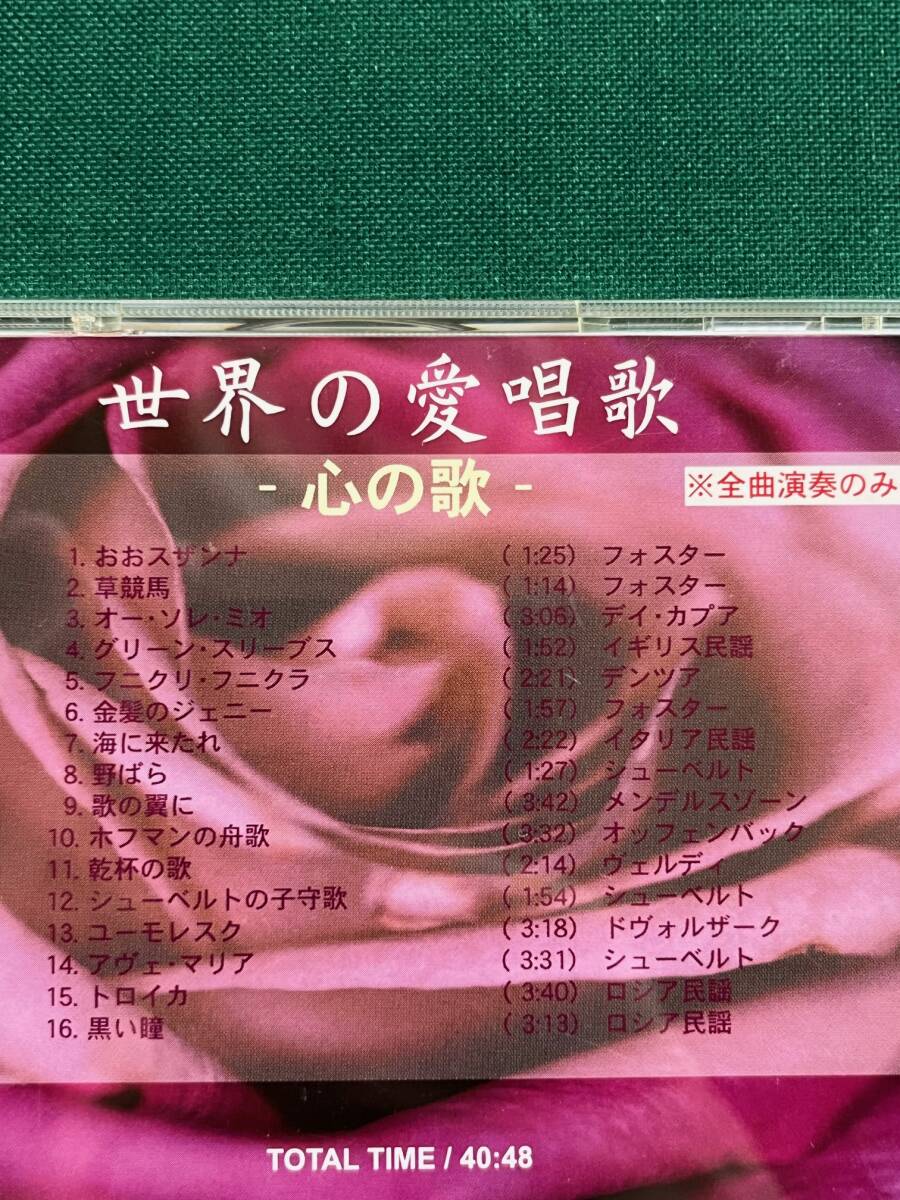 世界の愛唱歌
- 心の歌 -
※全曲演奏のみ
1. おおスザンナ ( 1:25) フォスター
2. 草競馬 ( 1:14) フォスター
3. オー・ソレ・ミオ ( 3:06) デイ・カプア
4. グリーン・スリーブス ( 1:52) イギリス民謡
5. フニクリ・フニクラ ( 2:21) デンツア
6. 金髪のジェニー ( 1:57) フォスター
7. 海に来たれ ( 2:22) イタリア民謡
8. 野ばら ( 1:27) シューベルト
9. 歌の翼に ( 3:42) メンデルスゾーン
10. ホフマンの舟歌 ( 3:32) オッフェンバック
11. 乾杯の歌 ( 2:14) ヴェルディ
12. シューベルトの子守歌 ( 1:54) シューベルト
13. ユーモレスク ( 3:18) ドヴォルザーク
14. アヴェ・マリア ( 3:31) シューベルト
15. トロイカ ( 3:40) ロシア民謡
16. 黒い瞳 ( 3:13) ロシア民謡
TOTAL TIME / 40:48